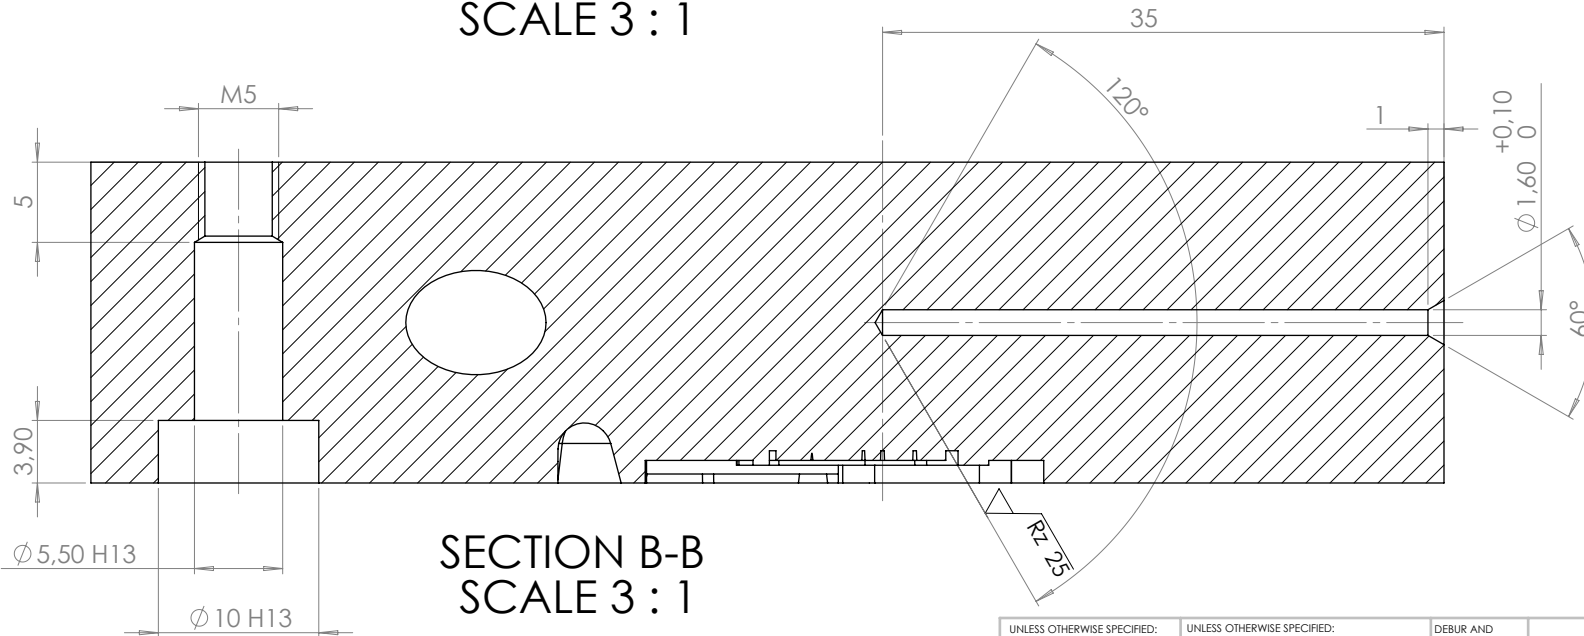 SCALE 3 : 1
35
M5
120°
1
+0,10
0
Ø 1,60
5
60°
3,90
Rz 25
Ø 5,50 H13
SECTION B-B
SCALE 3 : 1
Ø 10 H13
UNLESS OTHERWISE SPECIFIED:
UNLESS OTHERWISE SPECIFIED:
DEBUR AND